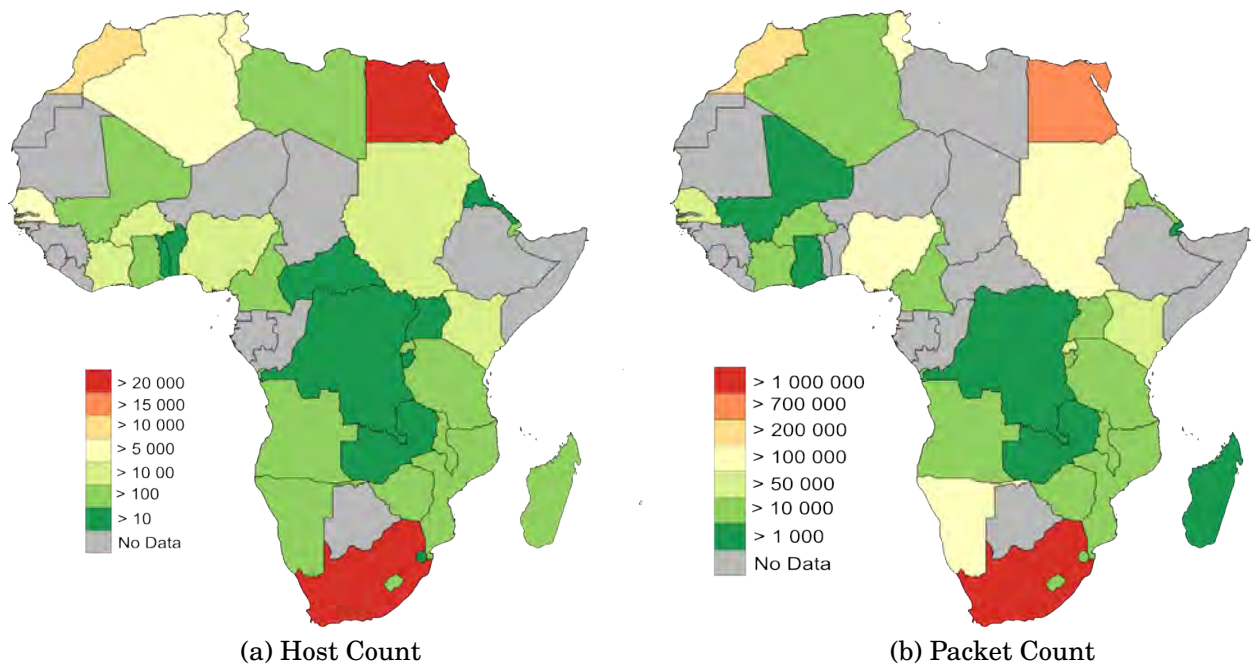 > 20 000
> 15 000
> 10 000
> 5 000
> 10 00
> 100
> 10
No Data
(a) Host Count
> 1 000 000
> 700 000
> 200 000
> 100 000
> 50 000
> 10 000
> 1 000
No Data
(b) Packet Count